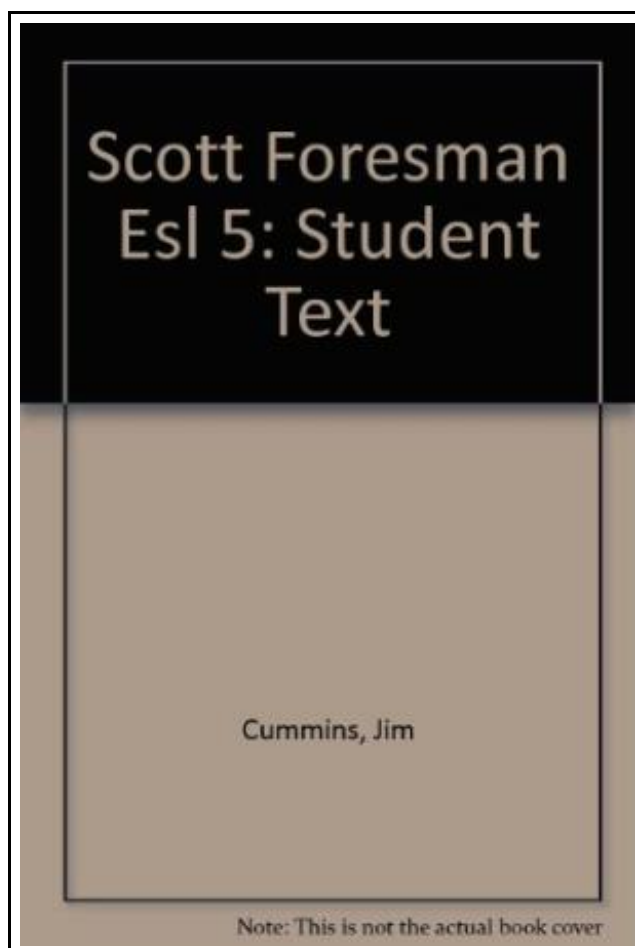 Scott Foresman
Esl 5: Student
Text
Cummins, Jim
Note: This is not the actual book cover